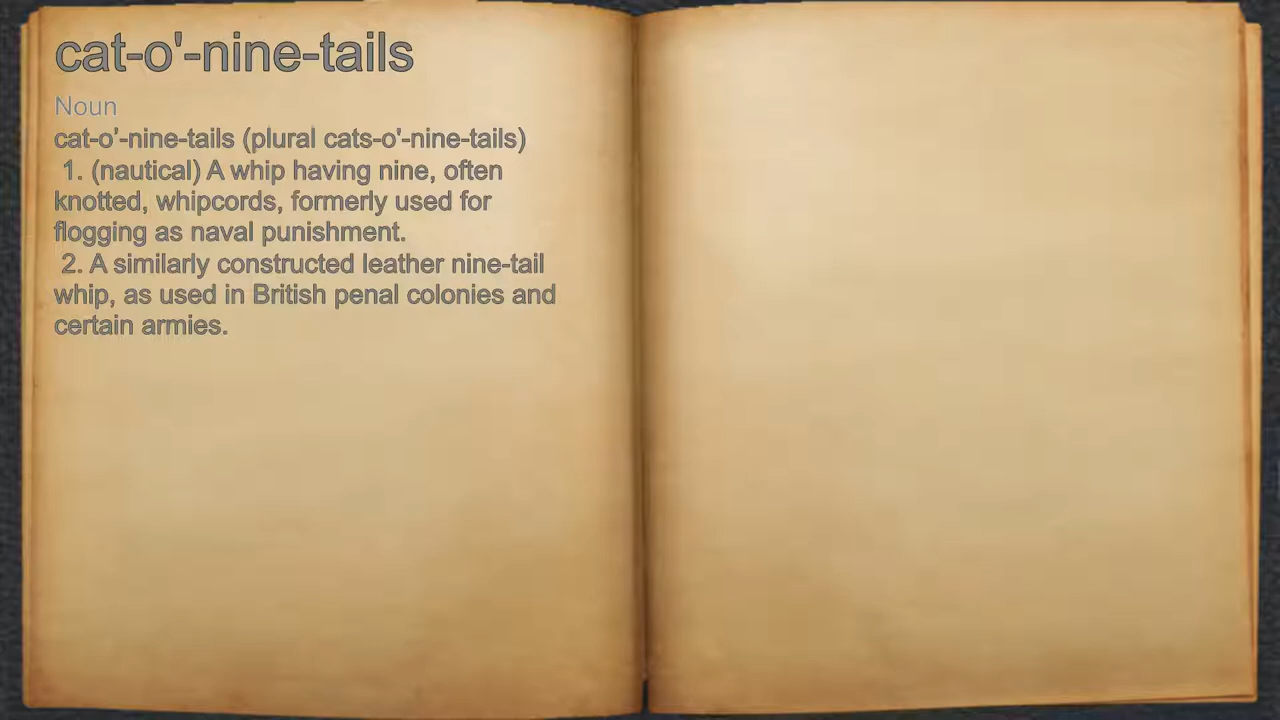 cat-o'-nine-tails
Noun
cat-o’-nine-tails (plural cats-o'-nine-tails)
1. (nautical) A whip having nine, often
knotted, whipcords, formerly used for
flogging as naval punishment.
2. A similarly constructed leather nine-tail
whip, as used in British penal colonies and
certain armies.